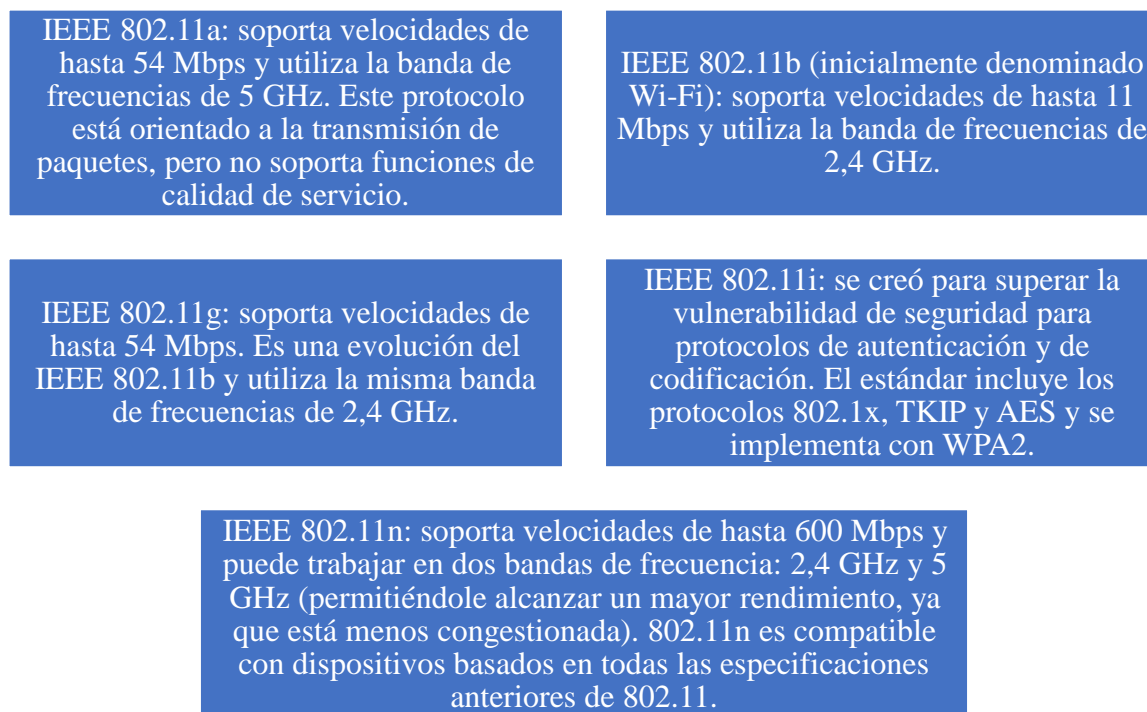 IEEE 802.11a: soporta velocidades de
hasta 54 Mbps y utiliza la banda de
frecuencias de 5 GHz. Este protocolo
está orientado a la transmisión de
paquetes, pero no soporta funciones de
calidad de servicio.
IEEE 802.11b (inicialmente denominado
Wi-Fi): soporta velocidades de hasta 11
Mbps y utiliza la banda de frecuencias de
2,4 GHz.
IEEE 802.11g: soporta velocidades de
hasta 54 Mbps. Es una evolución del
IEEE 802.11b y utiliza la misma banda
de frecuencias de 2,4 GHz.
IEEE 802.11i: se creó para superar la
vulnerabilidad de seguridad para
protocolos de autenticación y de
codificación. El estándar incluye los
protocolos 802.1x, TKIP y AES y se
implementa con WPA2.
IEEE 802.11n: soporta velocidades de hasta 600 Mbps y
puede trabajar en dos bandas de frecuencia: 2,4 GHz y 5
GHz (permitiéndole alcanzar un mayor rendimiento, ya
que está menos congestionada). 802.11n es compatible
con dispositivos basados en todas las especificaciones
anteriores de 802.11.